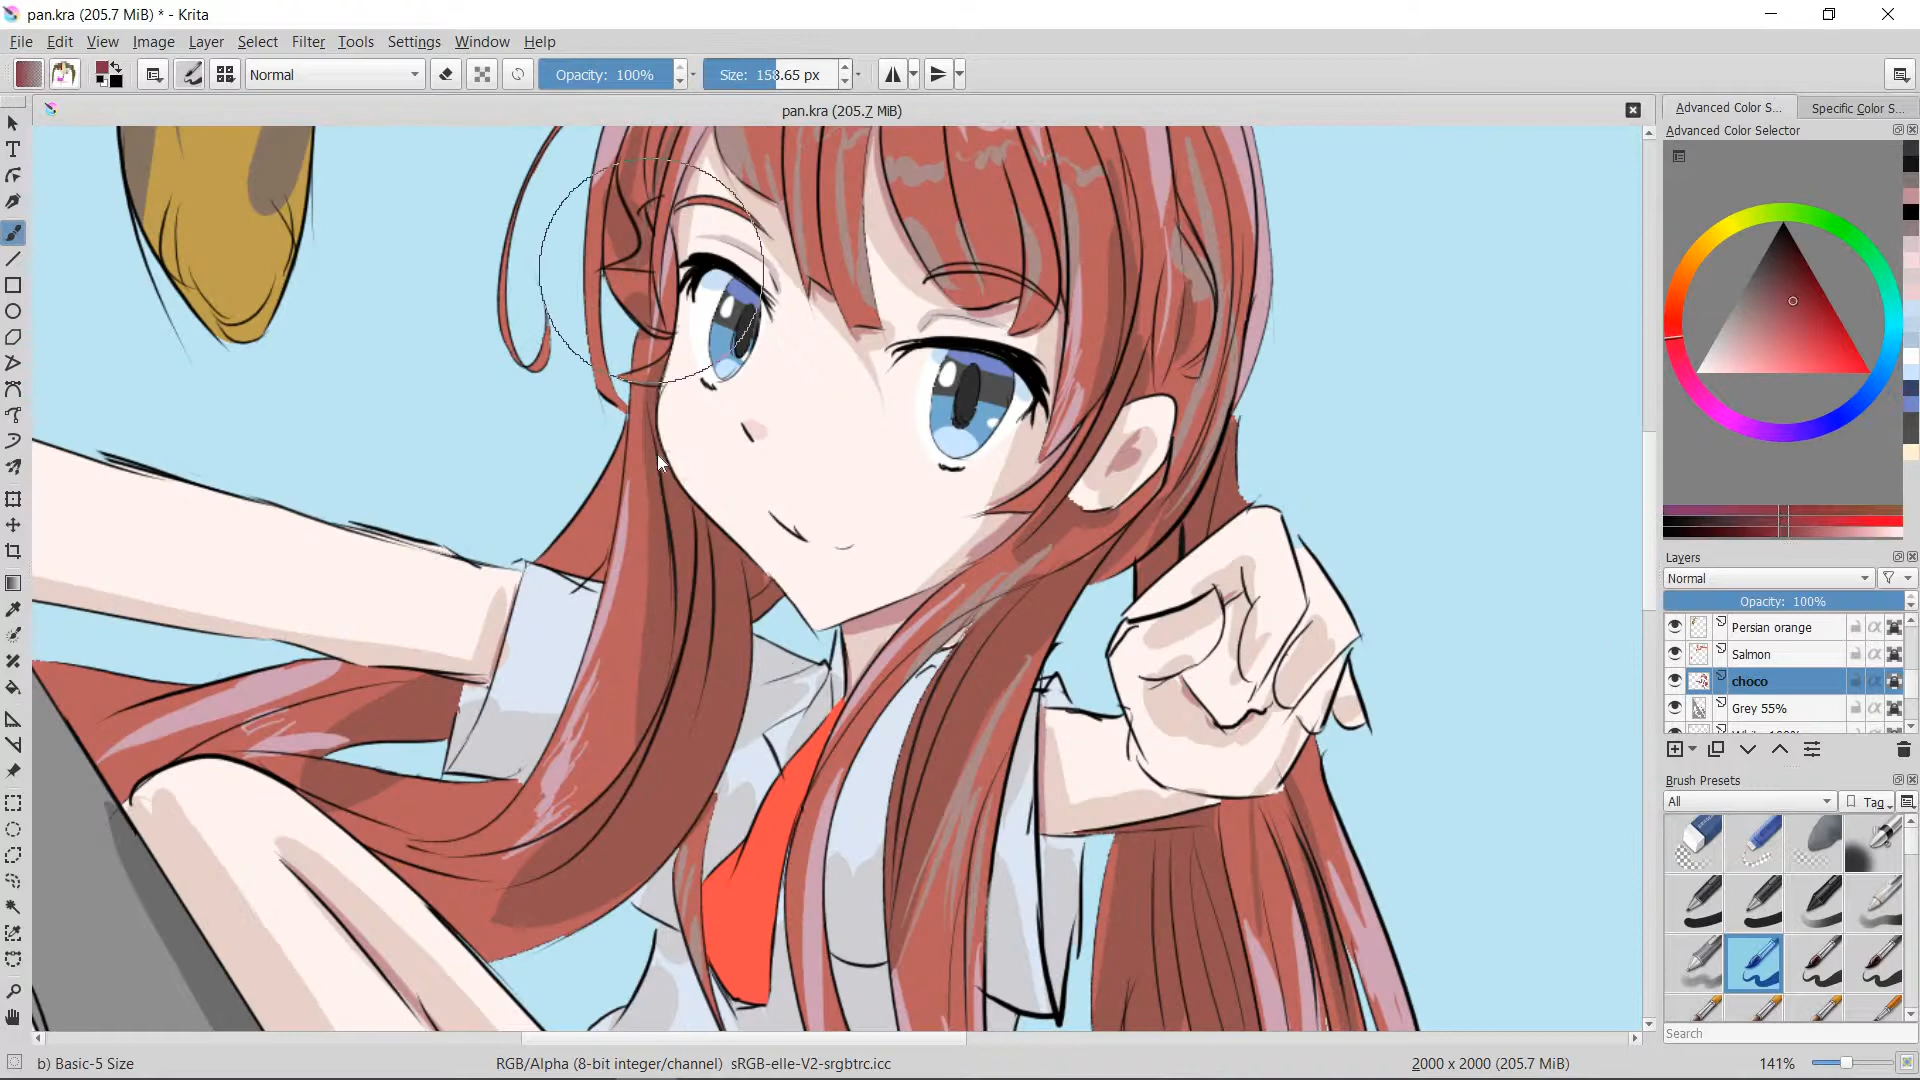 pan.kra (205.7 MiB) * - Krita
File Edit View Image Layer Select Filter Tools Settings Window Help
Normal Opacity: 100% Size: 158.65 px
pan.kra (205.7 MiB)
Advanced Color S... Specific Color S...
Advanced Color Selector
Layers
Normal
Opacity: 100%
Persian orange
Salmon
choco
Grey 55%
Brush Presets
All Tag
Search
b) Basic-5 Size RGB/Alpha (8-bit integer/channel) sRGB-elle-V2-srgbtrc.icc 2000 x 2000 (205.7 MiB) 141%